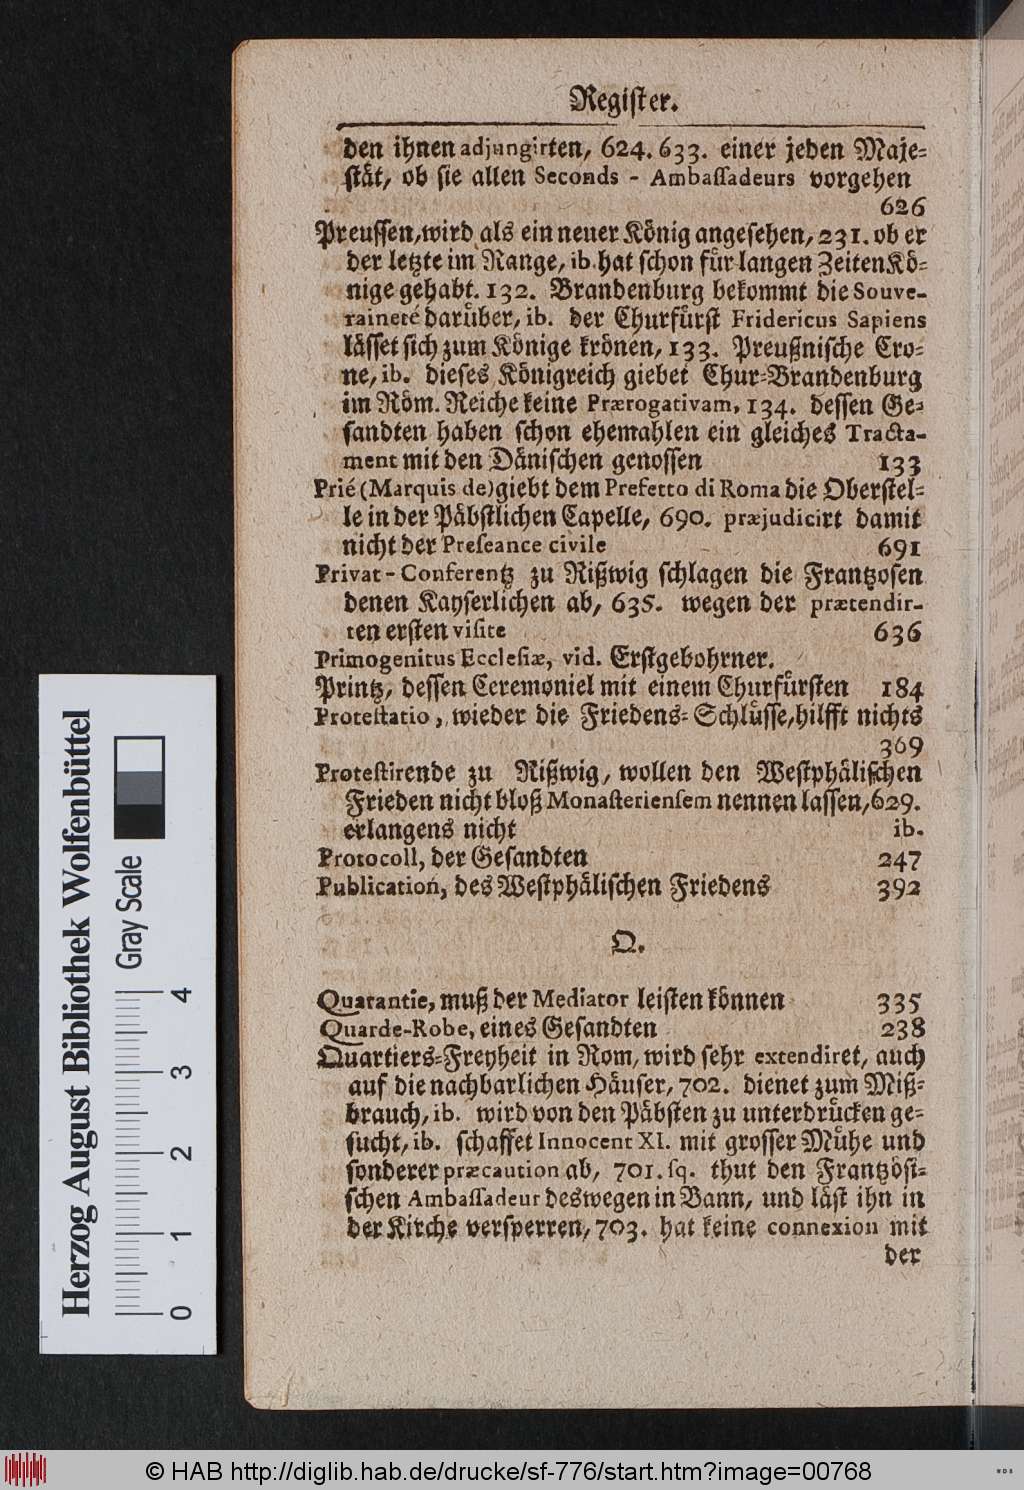 Register.
den ihnen adjungirten, 624. 633. einer jeden Maje-
ſtät, ob ſie allen Seconds - Ambaſſadeurs vorgehen
626
Preuſſen, wird als ein neuer König angeſehen, 231. ob er
der letzte im Range, ib. hat ſchon für langen Zeiten Kö-
nige gehabt. 132. Brandenburg bekommt die Souve-
raineté darüber, ib. der Churfürſt Fridericus Sapiens
läſſet ſich zum Könige krönen, 133. Preußniſche Cro-
ne, ib. dieſes Königreich giebet Chur-Brandenburg
im Röm. Reiche keine Prærogativam, 134. deſſen Ge-
ſandten haben ſchon ehemahlen ein gleiches Tracta-
ment mit den Däniſchen genoſſen 133
Prié (Marquis de) giebt dem Prefetto di Roma die Oberſtel-
le in der Päbſtlichen Capelle, 690. præjudicirt damit
nicht der Preſeance civile 691
Privat-Conferentz zu Rißwig ſchlagen die Frantzoſen
denen Kayſerlichen ab, 635. wegen der prætendir-
ten erſten viſite 636
Primogenitus Eccleſiæ, vid. Erſtgebohrner.
Printz, deſſen Ceremoniel mit einem Churfürſten 184
Proteſtatio, wieder die Friedens-Schlüſſe, hilfft nichts
369
Proteſtirende zu Rißwig, wollen den Weſtphäliſchen
Frieden nicht bloß Monaſterienſem nennen laſſen, 629.
erlangens nicht ib.
Protocoll, der Geſandten 247
Publication, des Weſtphäliſchen Friedens 392
Q.
Quarantie, muß der Mediator leiſten können 335
Quarde-Robe, eines Geſandten 238
Quartiers-Freyheit in Rom, wird ſehr extendiret, auch
auf die nachbarlichen Häuſer, 702. dienet zum Miß-
brauch, ib. wird von den Päbſten zu unterdrücken ge-
ſucht, ib. ſchaffet Innocent XI. mit groſſer Mühe und
ſonderer præcaution ab, 701. ſq. thut den Frantzöſi-
ſchen Ambaſſadeur deswegen in Bann, und läſt ihn in
der Kirche verſperren, 703. hat keine connexion mit
der
Herzog August Bibliothek Wolfenbüttel
Gray Scale
0 1 2 3 4
© HAB http://diglib.hab.de/drucke/sf-776/start.htm?image=00768